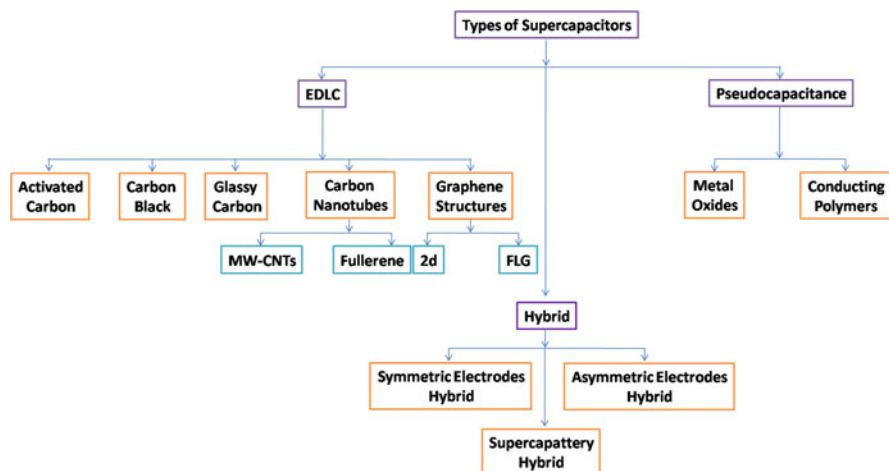 Types of Supercapacitors
EDLC
Pseudocapacitance
Activated
Carbon
Carbon
Black
Glassy
Carbon
Carbon
Nanotubes
Graphene
Structures
Metal
Oxides
Conducting
Polymers
MW-CNTs
Fullerene
2d
FLG
Hybrid
Symmetric Electrodes
Hybrid
Asymmetric Electrodes
Hybrid
Supercapattery
Hybrid